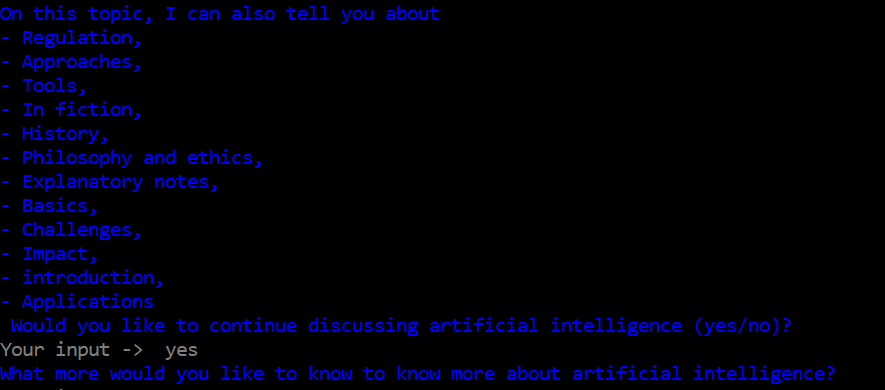 On this topic, I can also tell you about
- Regulation,
- Approaches,
- Tools,
- In fiction,
- History,
- Philosophy and ethics,
- Explanatory notes,
- Basics,
- Challenges,
- Impact,
- introduction,
- Applications
Would you like to continue discussing artificial intelligence (yes/no)?
Your input -> yes
What more would you like to know to know more about artificial intelligence?